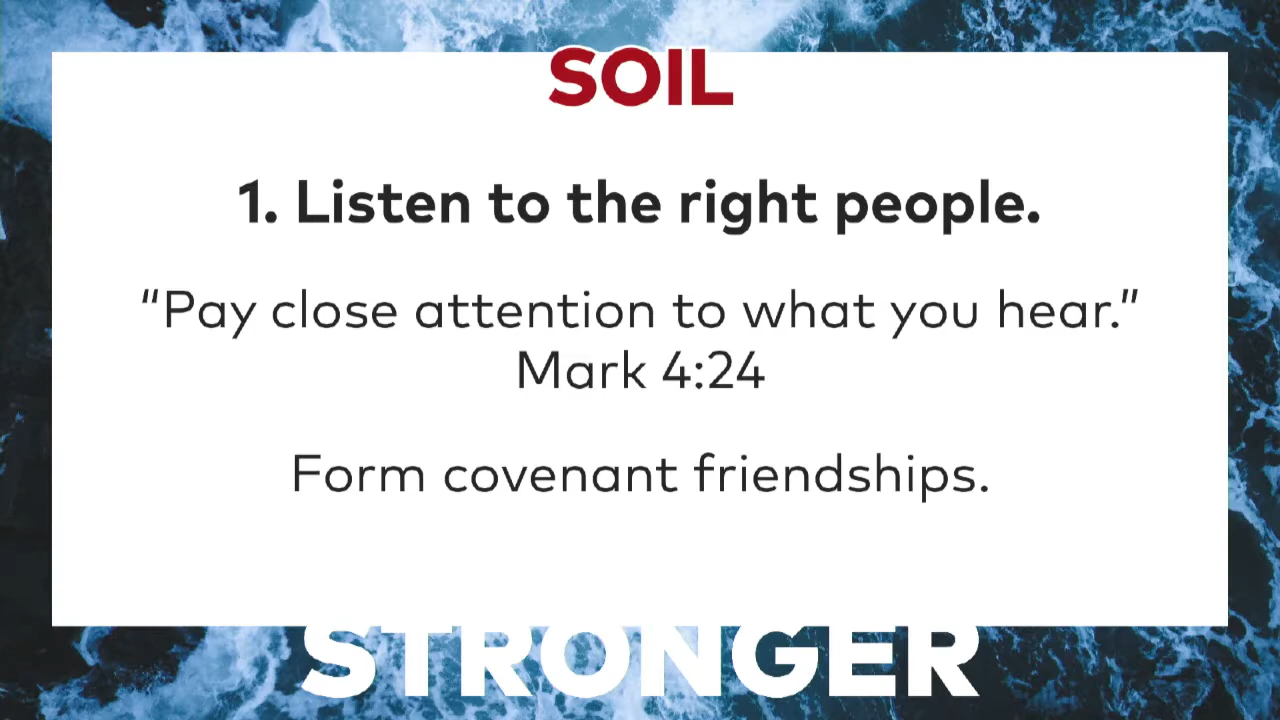 SOIL
1. Listen to the right people.
“Pay close attention to what you hear.”
Mark 4:24
Form covenant friendships.
STRONGER